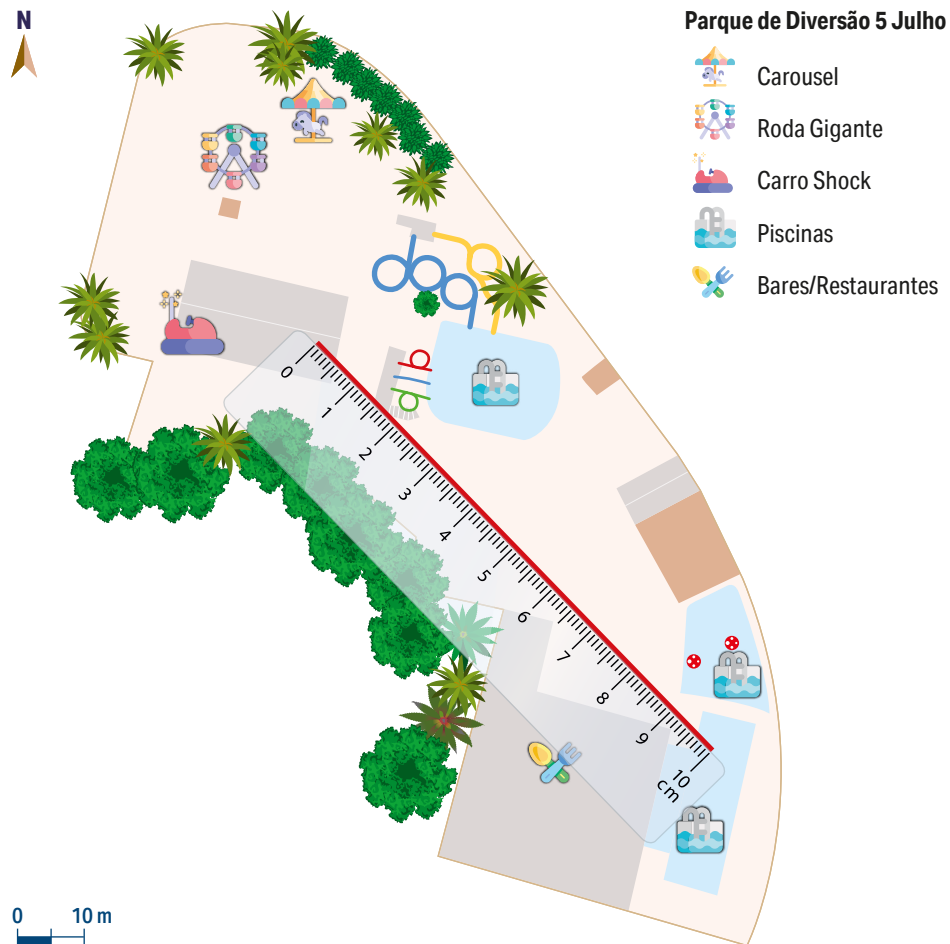 N
Parque de Diversão 5 Julho
Carousel
Roda Gigante
Carro Shock
Piscinas
Bares/Restaurantes
0
1
2
3
4
5
6
7
8
9
10
cm
0 10 m